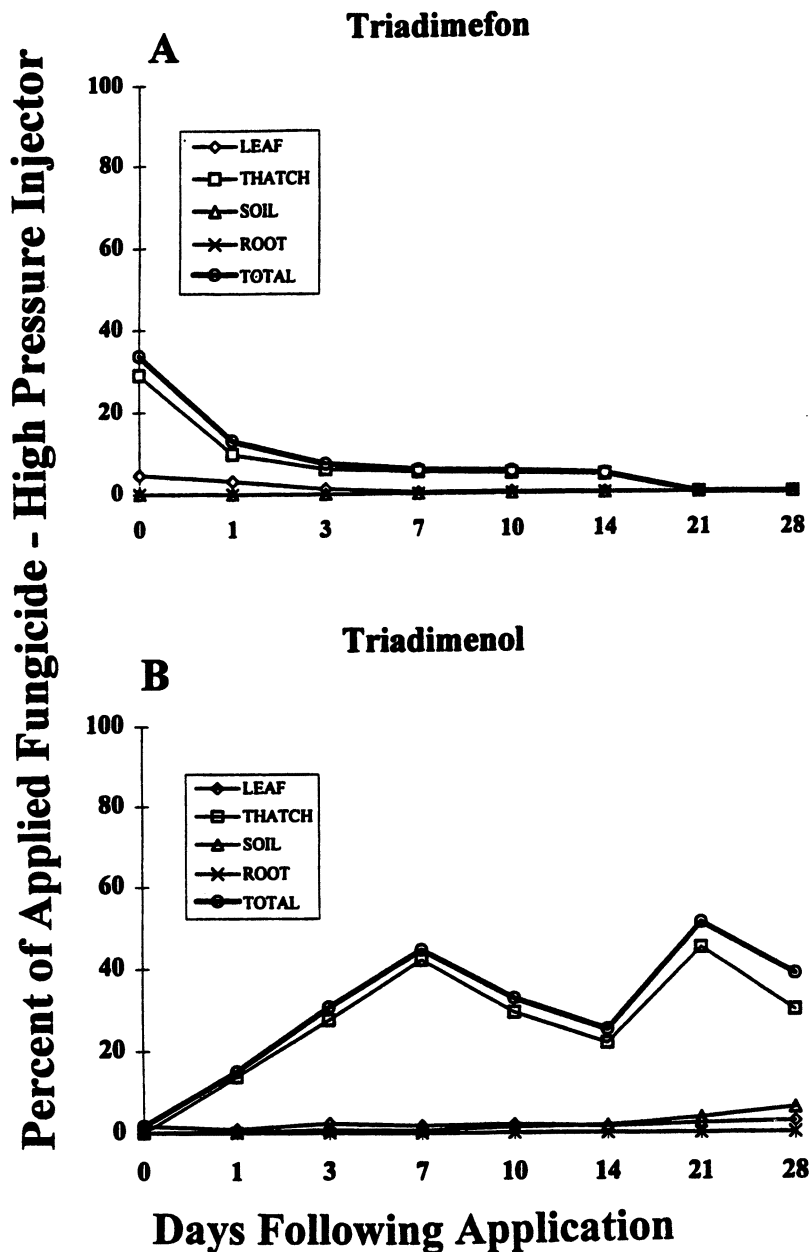 Triadimefon
A
100
80
60
40
20
0
LEAF
THATCH
SOIL
ROOT
TOTAL
0 1 3 7 10 14 21 28
Triadimenol
B
100
80
60
40
20
0
LEAF
THATCH
SOIL
ROOT
TOTAL
0 1 3 7 10 14 21 28
Days Following Application
Percent of Applied Fungicide - High Pressure Injector